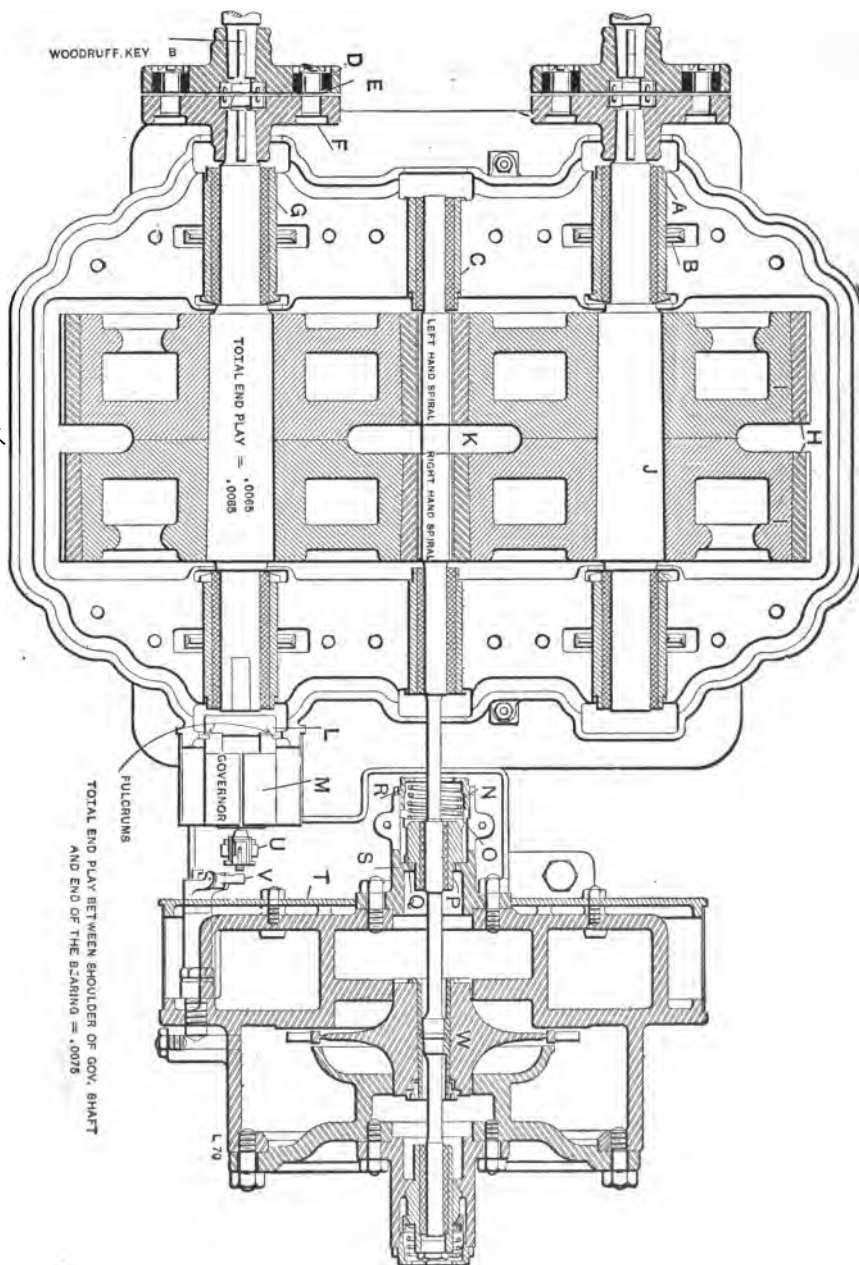 WOODRUFF. KEY B
D
E
F
G
A
B
C
LEFT HAND SPIRAL
RIGHT HAND SPIRAL
K
H
I
J
I
TOTAL END PLAY = .0065
.0085
L
FULCRUMS
GOVERNOR
M
N
R
O
S
P
Q
U
V
T
W
TOTAL END PLAY BETWEEN SHOULDER OF GOV. SHAFT
AND END OF THE BEARING = .0075
L 70